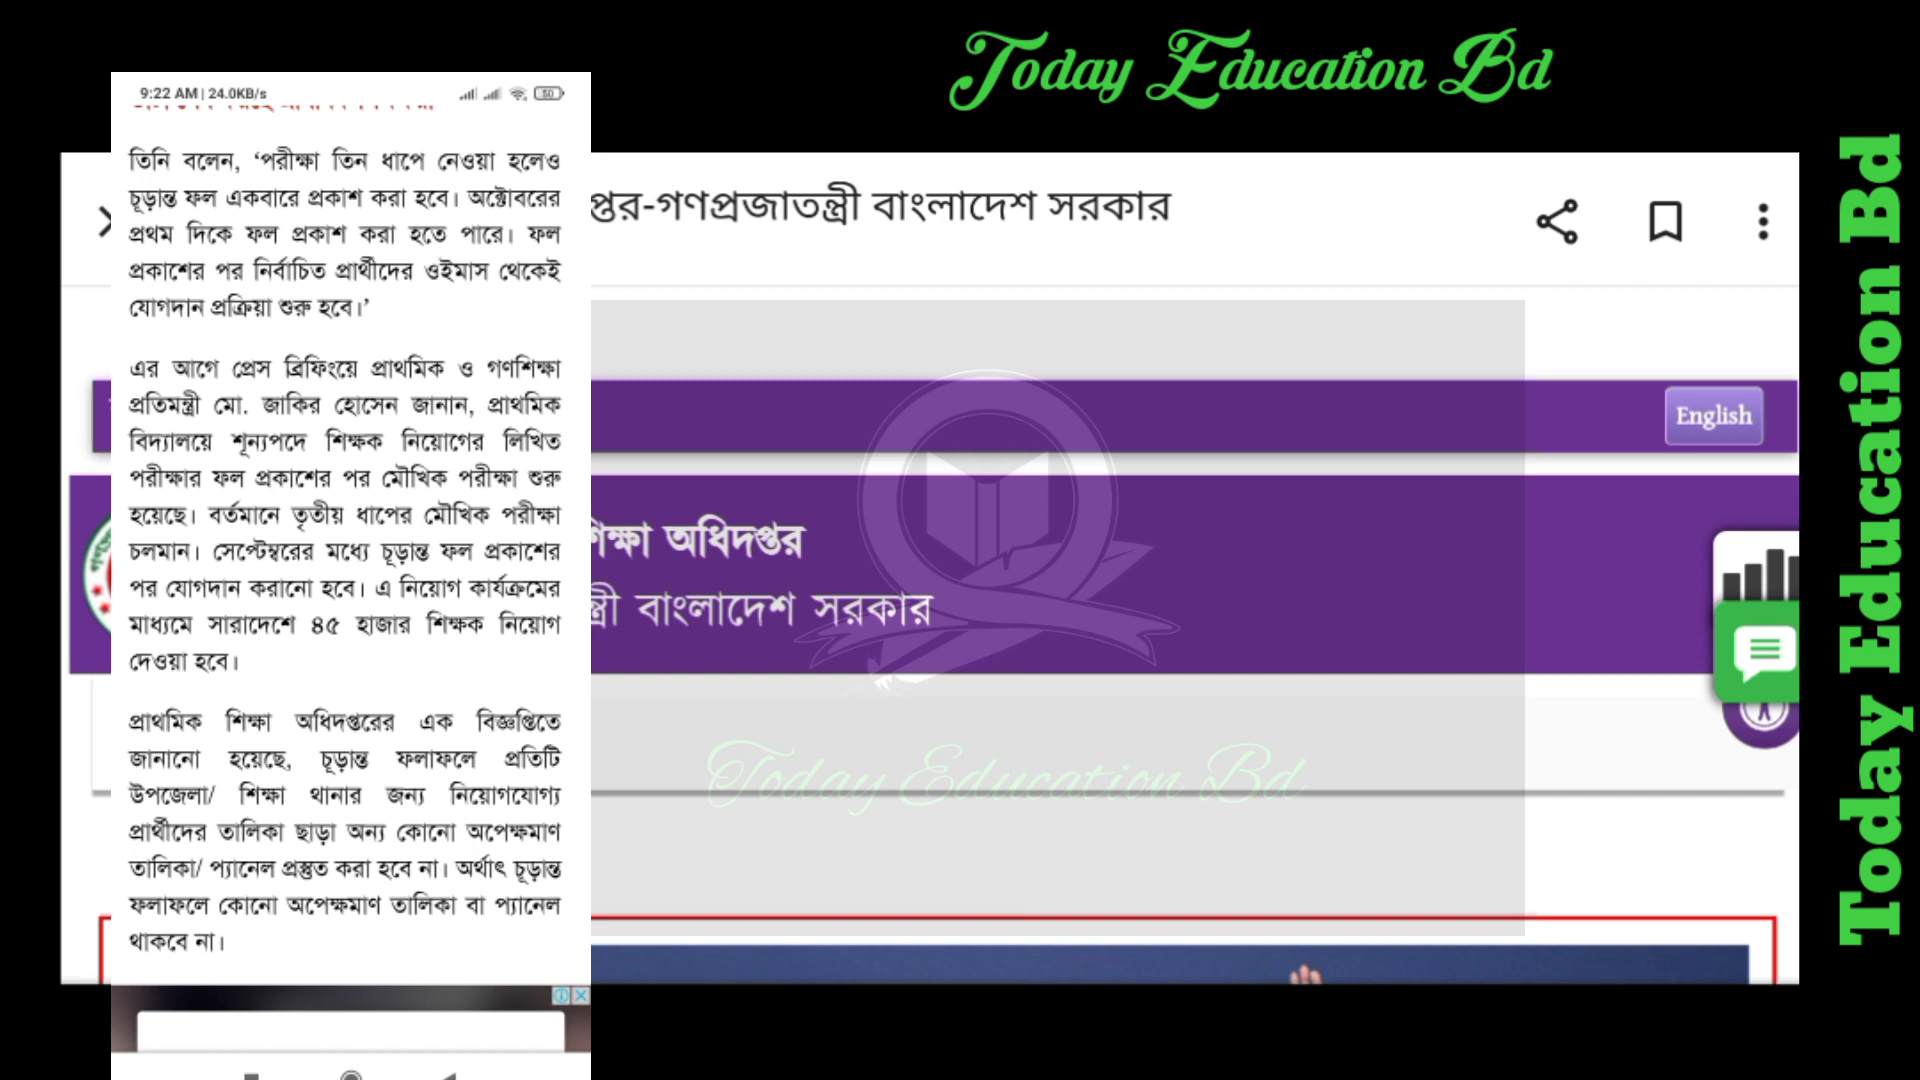 Today Education Bd
9:22 AM | 24.0KB/s
50
তিনি বলেন, ‘পরীক্ষা তিন ধাপে নেওয়া হলেও
চূড়ান্ত ফল একবারে প্রকাশ করা হবে। অক্টোবরের
প্রথম দিকে ফল প্রকাশ করা হতে পারে। ফল
প্রকাশের পর নির্বাচিত প্রার্থীদের ওইমাস থেকেই
যোগদান প্রক্রিয়া শুরু হবে।’
এর আগে প্রেস ব্রিফিংয়ে প্রাথমিক ও গণশিক্ষা
প্রতিমন্ত্রী মো. জাকির হোসেন জানান, প্রাথমিক
বিদ্যালয়ে শূন্যপদে শিক্ষক নিয়োগের লিখিত
পরীক্ষার ফল প্রকাশের পর মৌখিক পরীক্ষা শুরু
হয়েছে। বর্তমানে তৃতীয় ধাপের মৌখিক পরীক্ষা
চলমান। সেপ্টেম্বরের মধ্যে চূড়ান্ত ফল প্রকাশের
পর যোগদান করানো হবে। এ নিয়োগ কার্যক্রমের
মাধ্যমে সারাদেশে ৪৫ হাজার শিক্ষক নিয়োগ
দেওয়া হবে।
প্রাথমিক শিক্ষা অধিদপ্তরের এক বিজ্ঞপ্তিতে
জানানো হয়েছে, চূড়ান্ত ফলাফলে প্রতিটি
উপজেলা/ শিক্ষা থানার জন্য নিয়োগযোগ্য
প্রার্থীদের তালিকা ছাড়া অন্য কোনো অপেক্ষমাণ
তালিকা/ প্যানেল প্রস্তুত করা হবে না। অর্থাৎ চূড়ান্ত
ফলাফলে কোনো অপেক্ষমাণ তালিকা বা প্যানেল
থাকবে না।
প্তর-গণপ্রজাতন্ত্রী বাংলাদেশ সরকার
English
শিক্ষা অধিদপ্তর
ন্ত্রী বাংলাদেশ সরকার
Today Education Bd
Today Education Bd